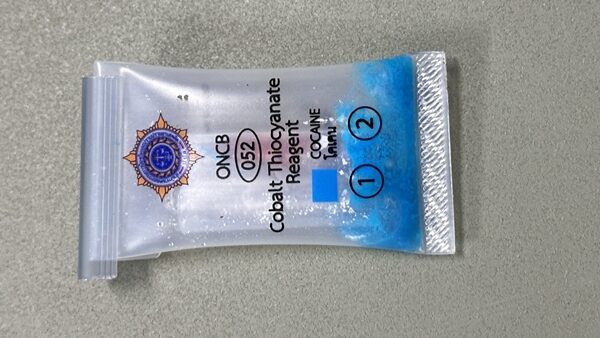 ONCB
052
Cobalt Thiocyanate
Reagent
COCAINE
โคเคน
1 2